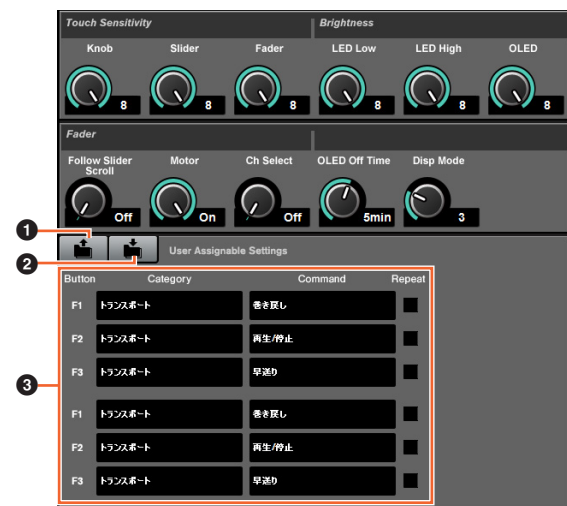 Touch Sensitivity Brightness
Knob Slider Fader LED Low LED High OLED
8 8 8 8 8 8
Fader
Follow Slider Scroll Motor Ch Select OLED Off Time Disp Mode
Off On Off 5min 3
1
2
User Assignable Settings
Button Category Command Repeat
F1 トランスポート 巻き戻し
F2 トランスポート 再生/停止
F3 トランスポート 早送り
3
F1 トランスポート 巻き戻し
F2 トランスポート 再生/停止
F3 トランスポート 早送り